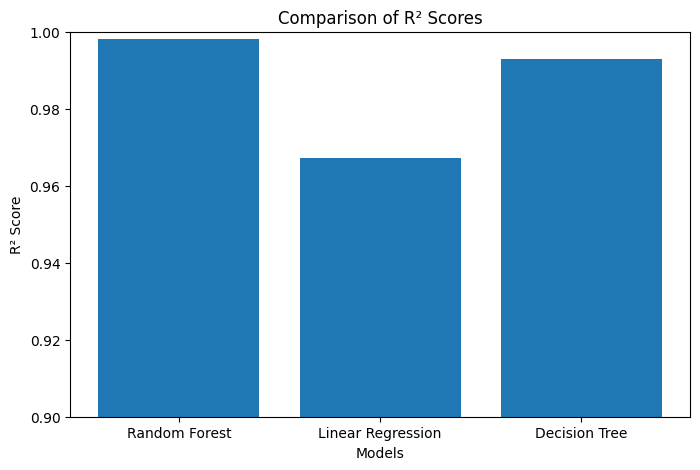 Comparison of R² Scores
1.00
0.98
0.96
0.94
0.92
0.90
R² Score
Random Forest
Linear Regression
Decision Tree
Models